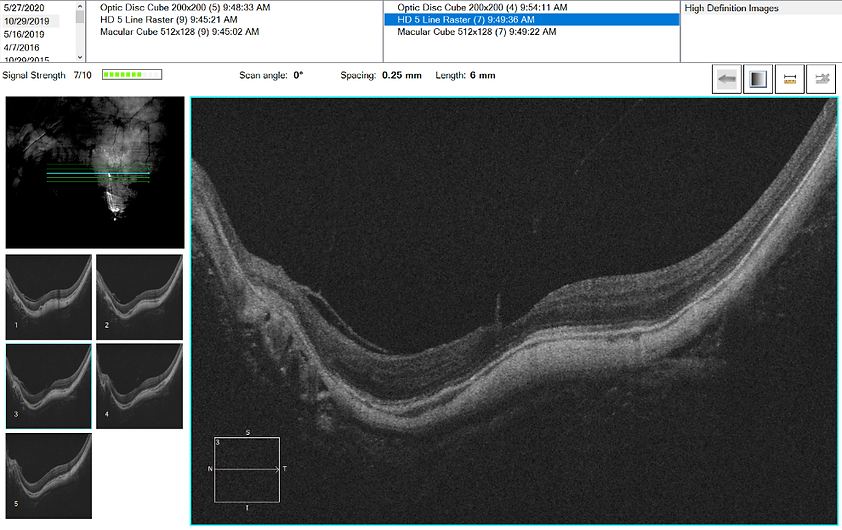 5/27/2020
10/29/2019
5/16/2019
4/7/2016
10/29/2015
Optic Disc Cube 200x200 (5) 9:48:33 AM
HD 5 Line Raster (9) 9:45:21 AM
Macular Cube 512x128 (9) 9:45:02 AM
Optic Disc Cube 200x200 (4) 9:54:11 AM
HD 5 Line Raster (7) 9:49:36 AM
Macular Cube 512x128 (7) 9:49:22 AM
High Definition Images
Signal Strength 7/10
Scan angle: 0° Spacing: 0.25 mm Length: 6 mm
1
2
3
4
5
S
3
N T
I